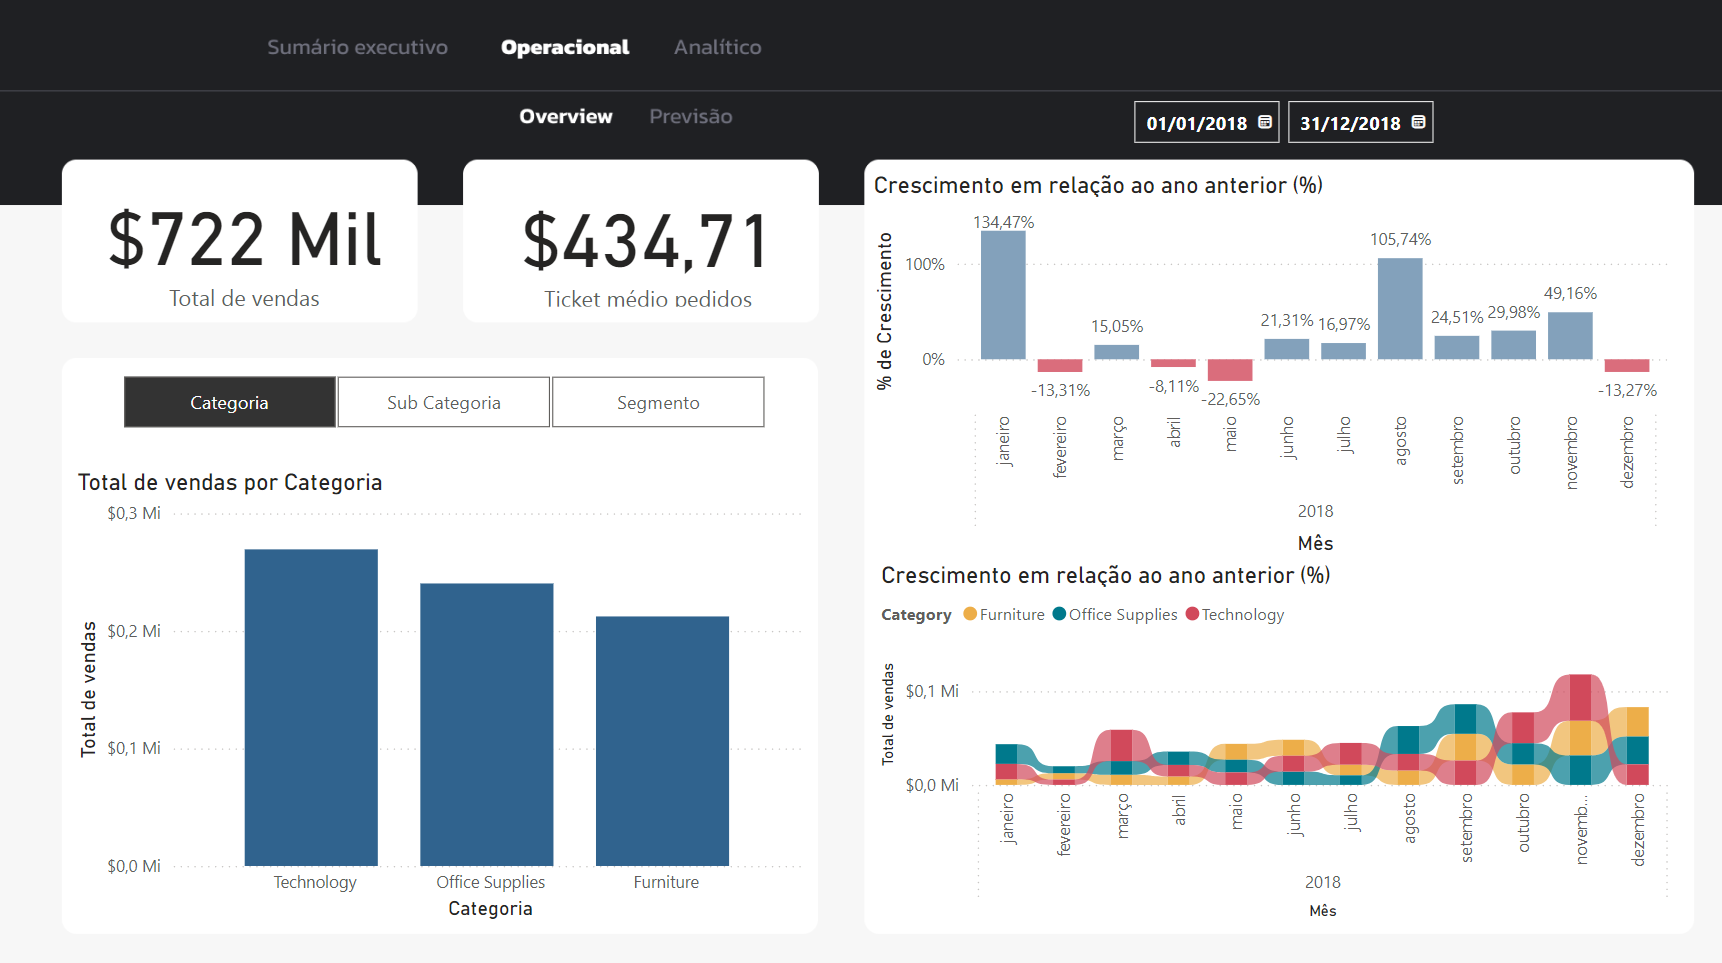 Sumário executivo Operacional Analítico
Overview Previsão
01/01/2018 31/12/2018
$722 Mil
Total de vendas
$434,71
Ticket médio pedidos
Categoria Sub Categoria Segmento
Total de vendas por Categoria
Total de vendas
$0,3 Mi
$0,2 Mi
$0,1 Mi
$0,0 Mi
Technology Office Supplies Furniture
Categoria
Crescimento em relação ao ano anterior (%)
% de Crescimento
100%
0%
134,47%
-13,31%
15,05%
-8,11%
-22,65%
21,31%
16,97%
105,74%
24,51%
29,98%
49,16%
-13,27%
janeiro
fevereiro
março
abril
maio
junho
julho
agosto
setembro
outubro
novembro
dezembro
2018
Mês
Crescimento em relação ao ano anterior (%)
Category Furniture Office Supplies Technology
Total de vendas
$0,1 Mi
$0,0 Mi
janeiro
fevereiro
março
abril
maio
junho
julho
agosto
setembro
outubro
novemb...
dezembro
2018
Mês